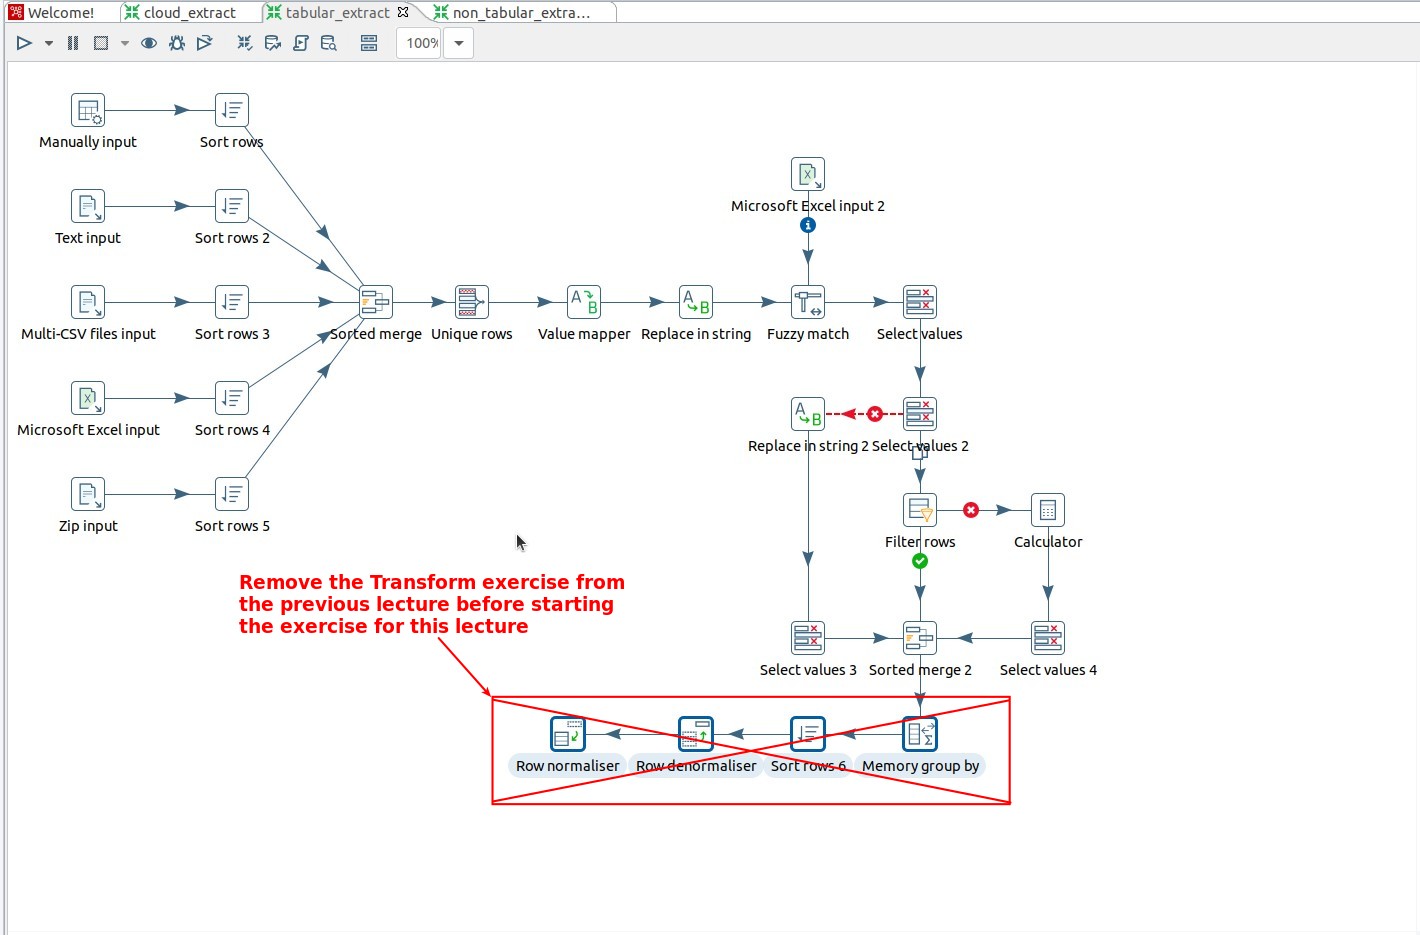 Welcome!
cloud_extract
tabular_extract
non_tabular_extra...
100%
Manually input
Sort rows
Microsoft Excel input 2
Text input
Sort rows 2
Multi-CSV files input
Sort rows 3
Sorted merge
Unique rows
Value mapper
Replace in string
Fuzzy match
Select values
Microsoft Excel input
Sort rows 4
Replace in string 2
Select values 2
Zip input
Sort rows 5
Filter rows
Calculator
Remove the Transform exercise from
the previous lecture before starting
the exercise for this lecture
Select values 3
Sorted merge 2
Select values 4
Row normaliser
Row denormaliser
Sort rows 6
Memory group by